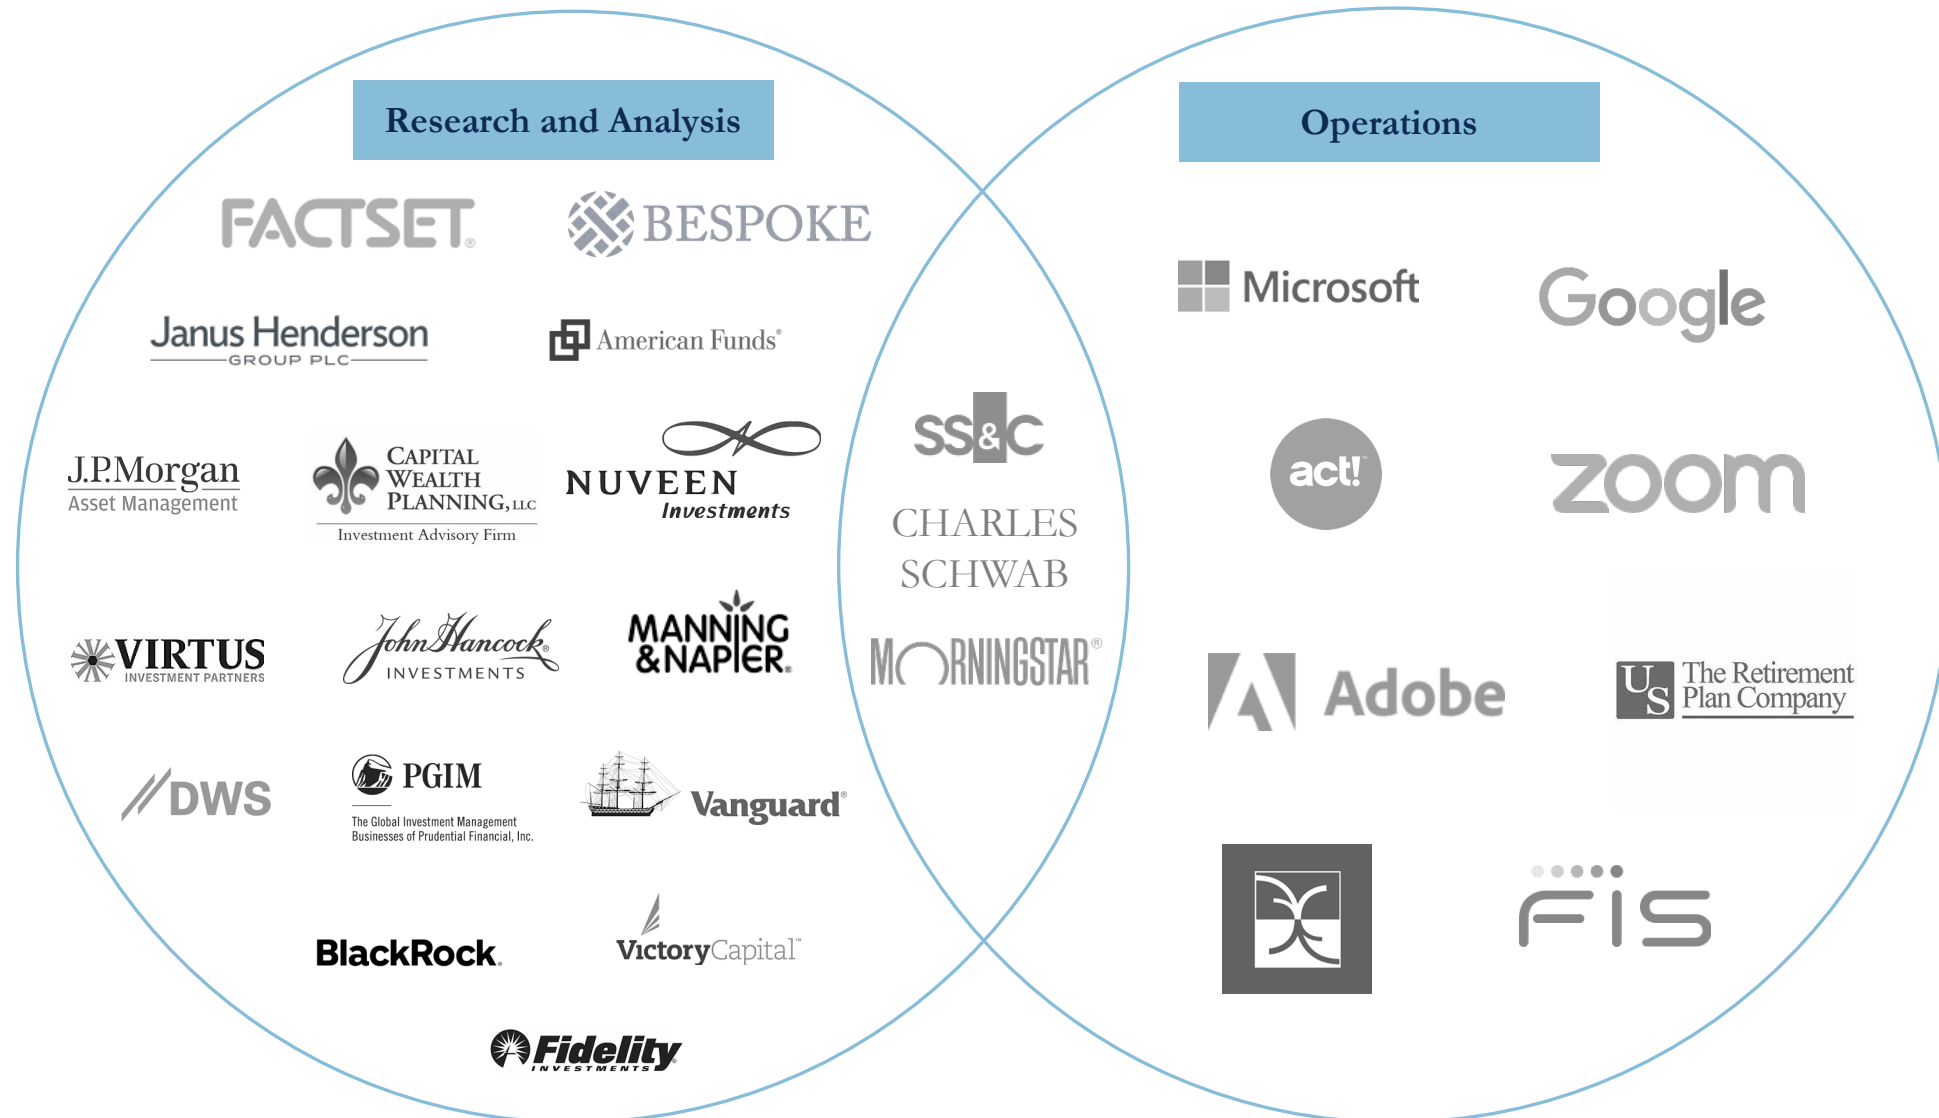 Research and Analysis
FACTSET®
BESPOKE
Janus Henderson
GROUP PLC
American Funds®
J.P.Morgan
Asset Management
CAPITAL
WEALTH
PLANNING, LLC
Investment Advisory Firm
NUVEEN
Investments
VIRTUS
INVESTMENT PARTNERS
John Hancock®
INVESTMENTS
MANNING
&NAPIER®
DWS
PGIM
The Global Investment Management
Businesses of Prudential Financial, Inc.
Vanguard®
BlackRock®
VictoryCapital™
Fidelity
INVESTMENTS
SS&C
CHARLES
SCHWAB
MORNINGSTAR®
Operations
Microsoft
Google
act!™
zoom
Adobe
US
The Retirement
Plan Company
FIS